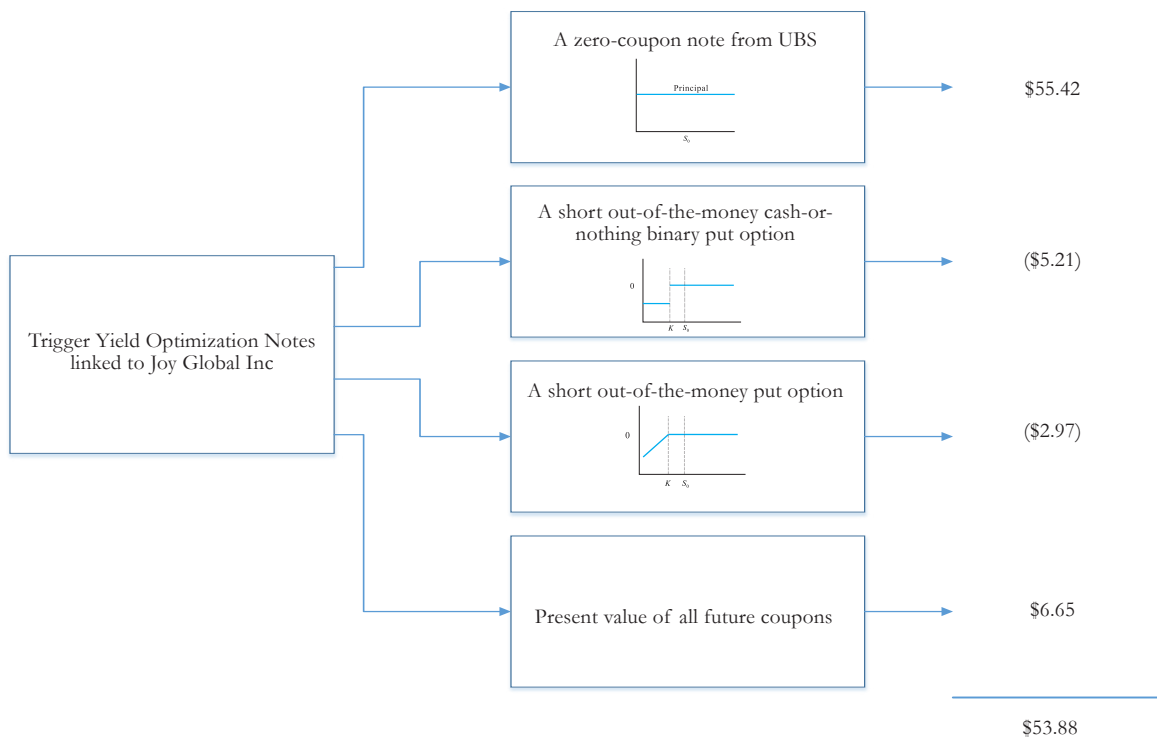 A zero-coupon note from UBS
Principal
S₀
$55.42
A short out-of-the-money cash-or-
nothing binary put option
0
K
S₀
($5.21)
Trigger Yield Optimization Notes
linked to Joy Global Inc
A short out-of-the-money put option
0
K
S₀
($2.97)
Present value of all future coupons
$6.65
$53.88